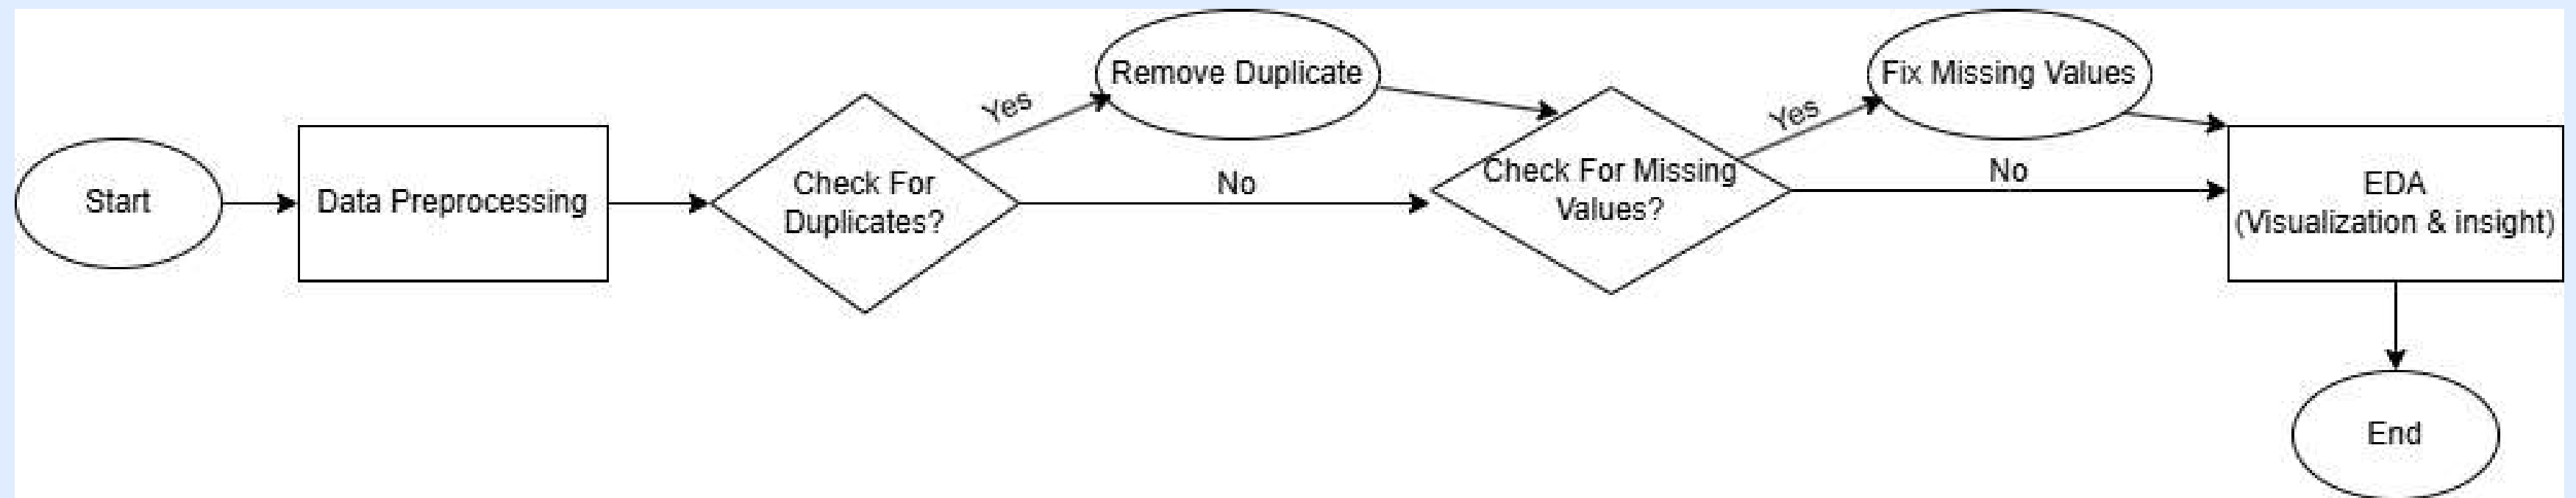 Start
Data Preprocessing
Check For
Duplicates?
Yes
Remove Duplicate
No
Check For Missing
Values?
Yes
Fix Missing Values
No
EDA
(Visualization & insight)
End